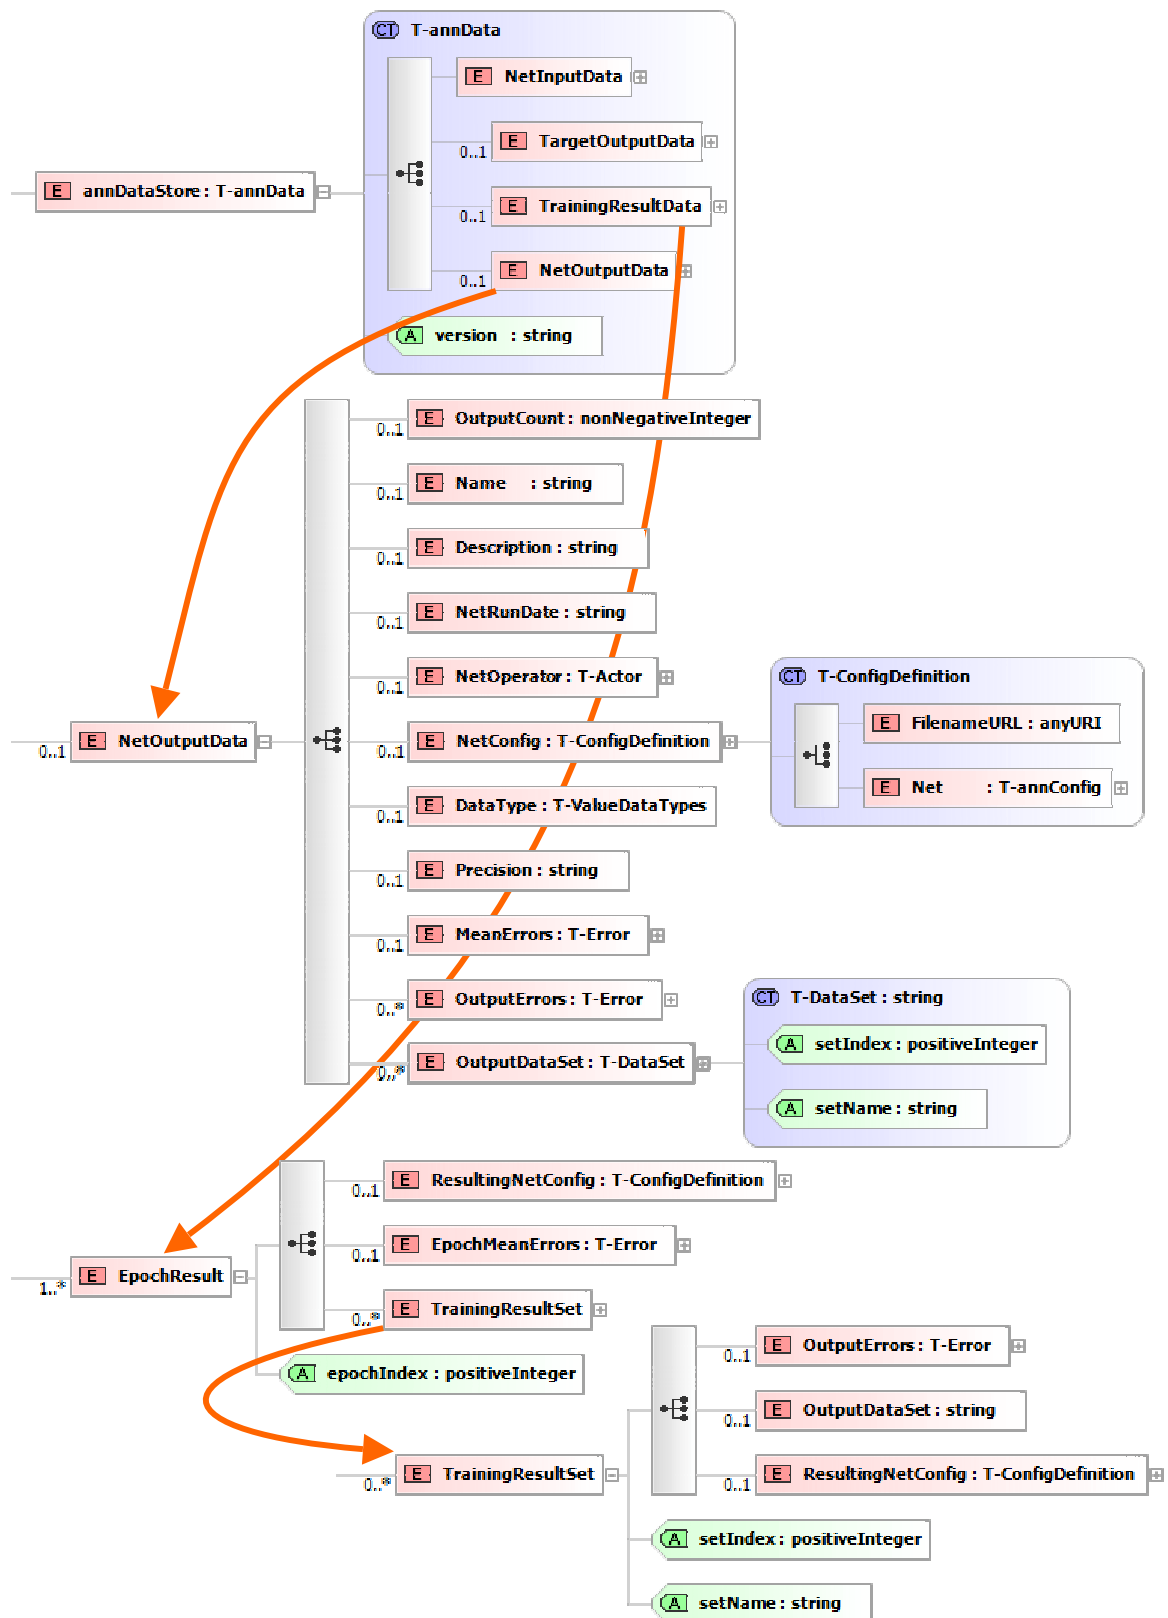 CT T-annData
E NetInputData
E TargetOutputData
0..1
E annDataStore : T-annData
E TrainingResultData
0..1
E NetOutputData
0..1
A version : string
E OutputCount : nonNegativeInteger
0..1
E Name : string
0..1
E Description : string
0..1
E NetRunDate : string
0..1
E NetOperator : T-Actor
0..1
CT T-ConfigDefinition
E FilenameURL : anyURI
E NetOutputData
0..1
E NetConfig : T-ConfigDefinition
0..1
E Net : T-annConfig
E DataType : T-ValueDataTypes
0..1
E Precision : string
0..1
E MeanErrors : T-Error
0..1
E OutputErrors : T-Error
0..*
CT T-DataSet : string
A setIndex : positiveInteger
E OutputDataSet : T-DataSet
0..*
A setName : string
E ResultingNetConfig : T-ConfigDefinition
0..1
E EpochMeanErrors : T-Error
0..1
E EpochResult
1..*
E TrainingResultSet
0..*
E OutputErrors : T-Error
0..1
A epochIndex : positiveInteger
E OutputDataSet : string
0..1
E TrainingResultSet
0..*
E ResultingNetConfig : T-ConfigDefinition
0..1
A setIndex : positiveInteger
A setName : string